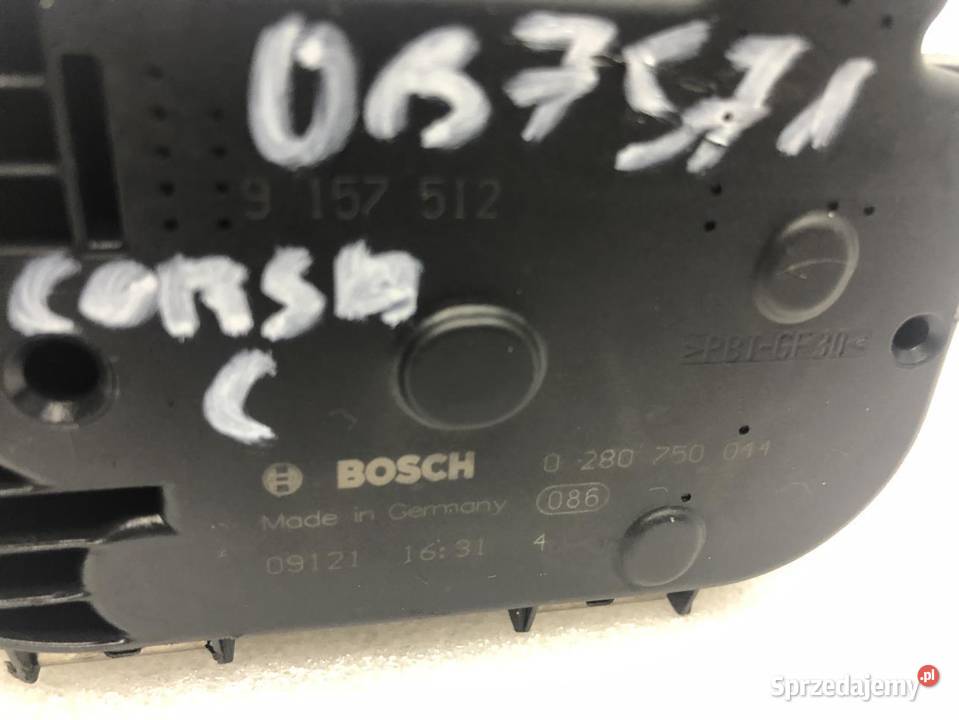 OB7571
9 157 512
CORSA
C
>PBT-GF30<
BOSCH 0 280 750 044
Made in Germany 086
09121 16:31 4
Sprzedajemy.pl